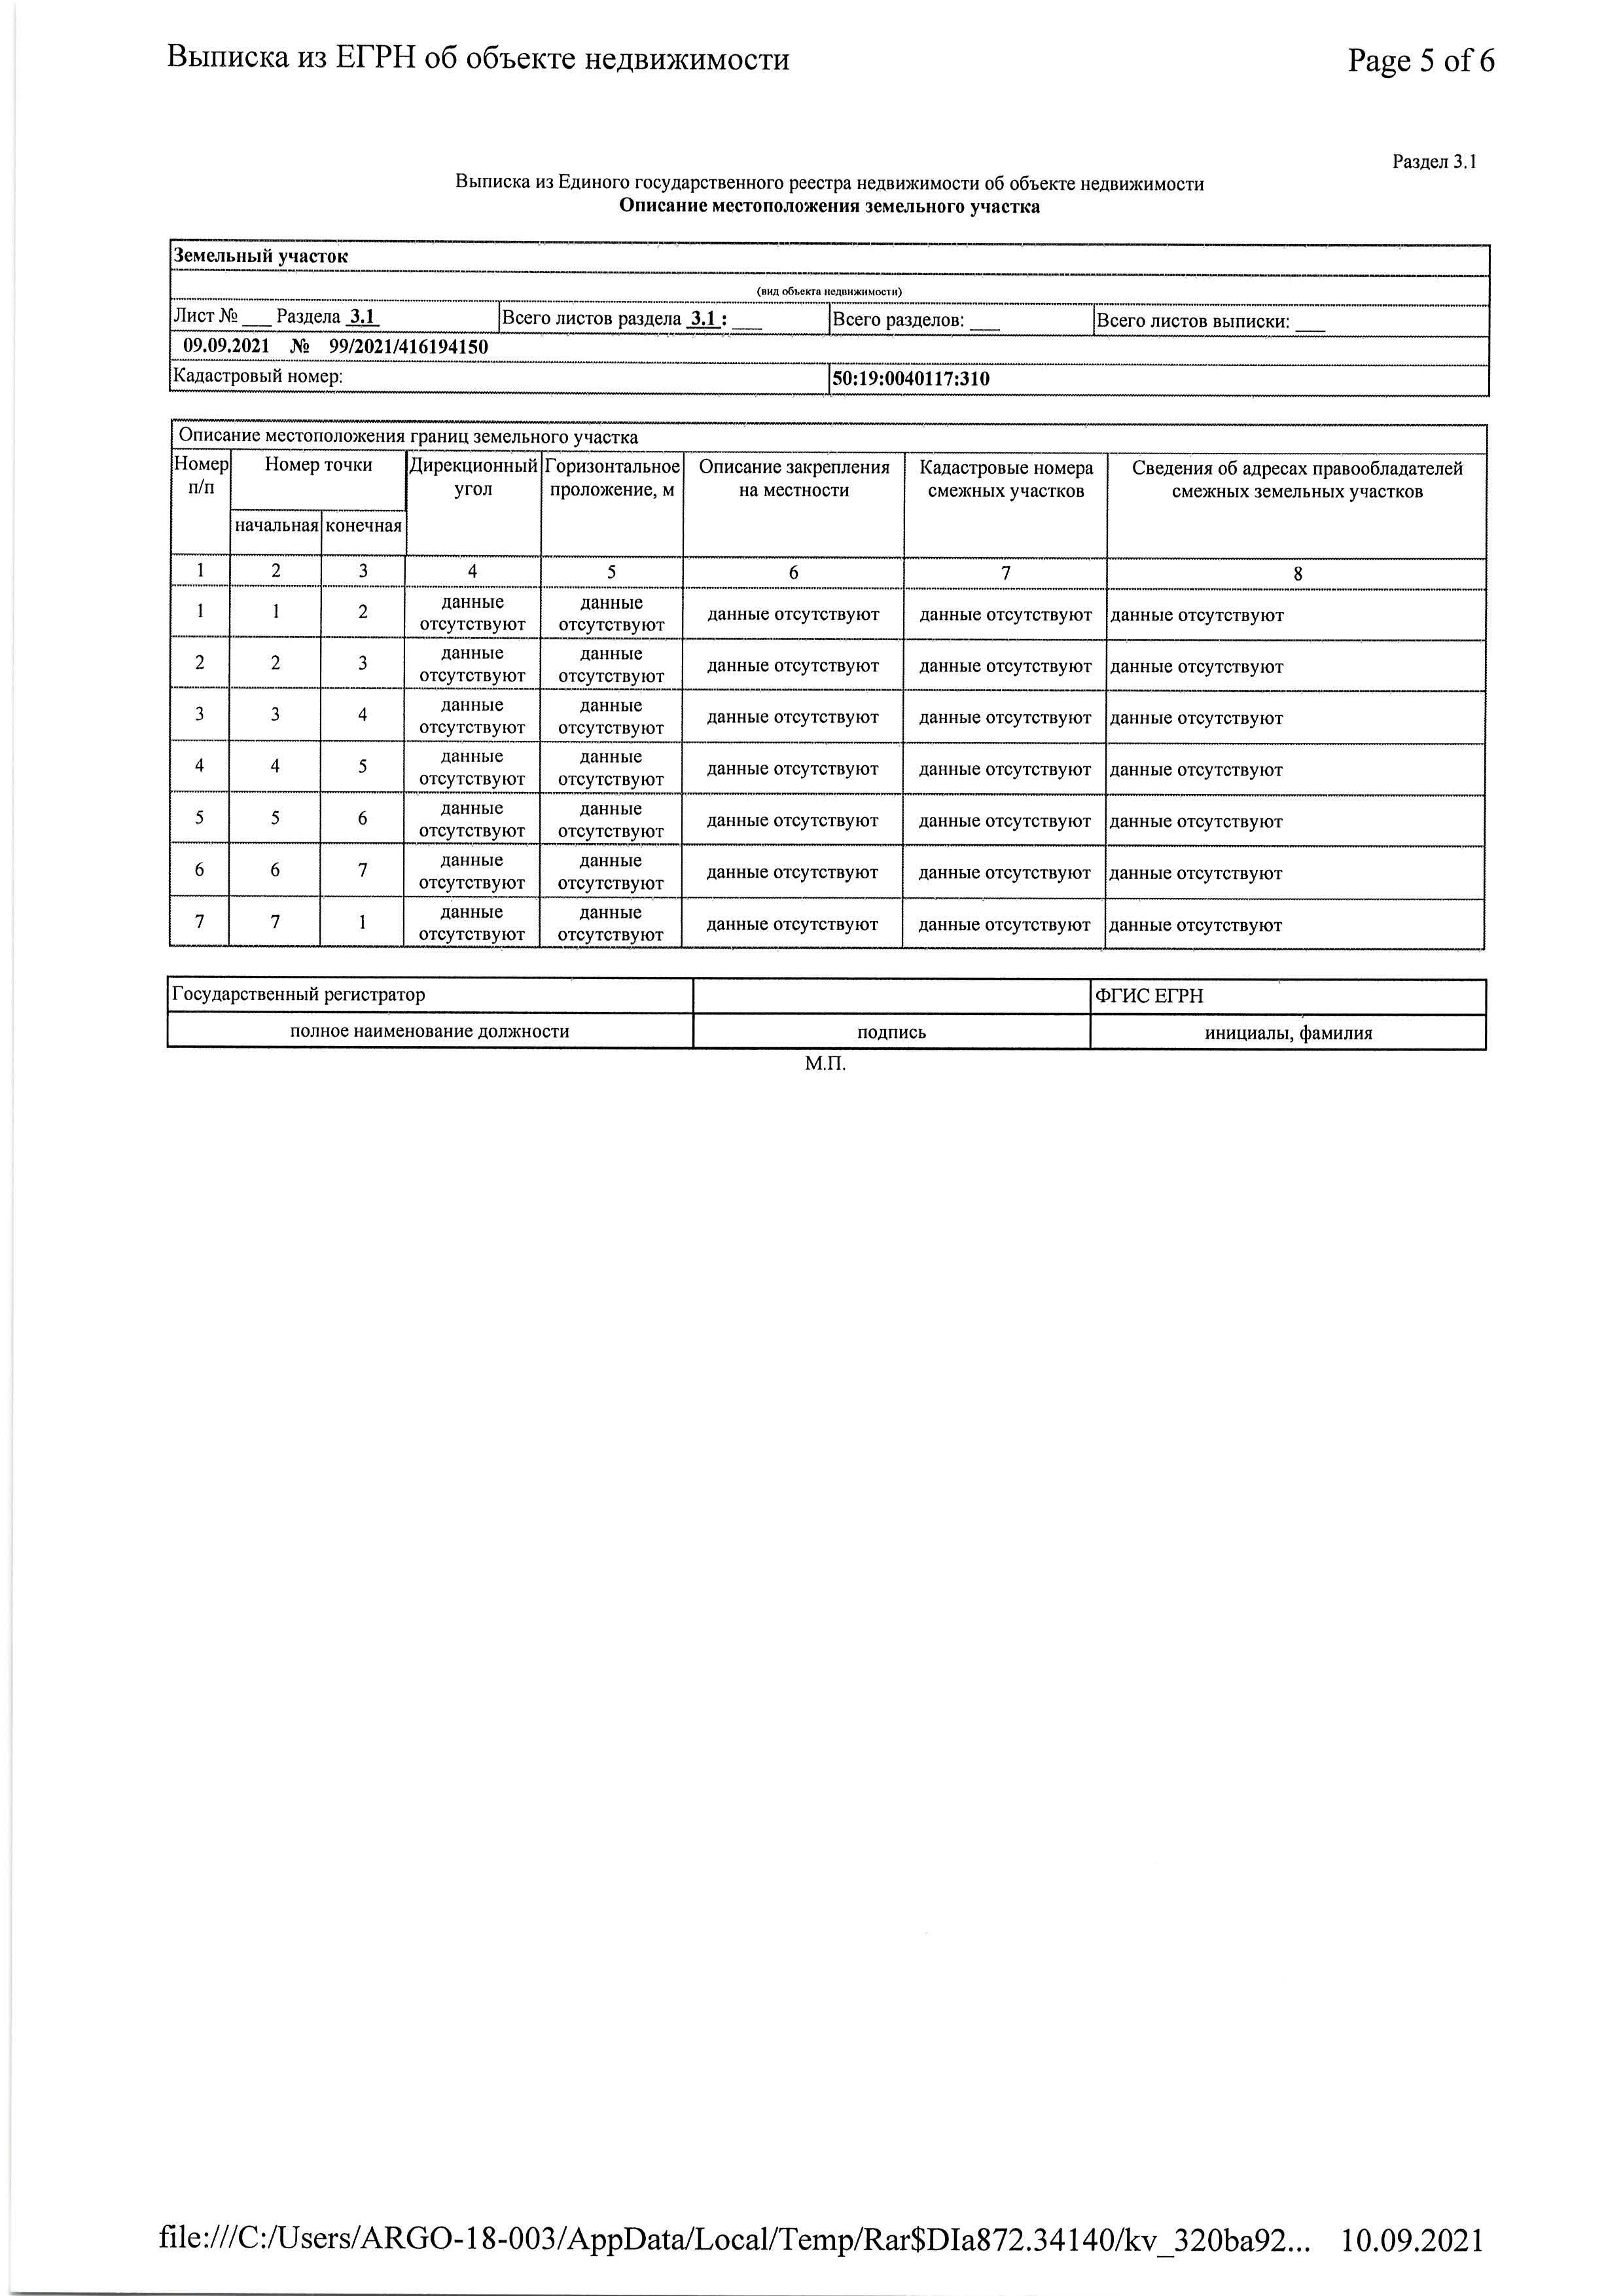 Выписка из ЕГРН об объекте недвижимости Page 5 of 6
Раздел 3.1
Выписка из Единого государственного реестра недвижимости об объекте недвижимости
Описание местоположения земельного участка
Земельный участок
(вид объекта недвижимости)
Лист № ___ Раздела 3.1 Всего листов раздела 3.1 : ___ Всего разделов: ___ Всего листов выписки: ___
09.09.2021 № 99/2021/416194150
Кадастровый номер: 50:19:0040117:310
Описание местоположения границ земельного участка
Номер Номер точки Дирекционный Горизонтальное Описание закрепления Кадастровые номера Сведения об адресах правообладателей
п/п угол проложение, м на местности смежных участков смежных земельных участков
начальная конечная
1 2 3 4 5 6 7 8
1 1 2 данные отсутствуют данные отсутствуют данные отсутствуют данные отсутствуют данные отсутствуют
2 2 3 данные отсутствуют данные отсутствуют данные отсутствуют данные отсутствуют данные отсутствуют
3 3 4 данные отсутствуют данные отсутствуют данные отсутствуют данные отсутствуют данные отсутствуют
4 4 5 данные отсутствуют данные отсутствуют данные отсутствуют данные отсутствуют данные отсутствуют
5 5 6 данные отсутствуют данные отсутствуют данные отсутствуют данные отсутствуют данные отсутствуют
6 6 7 данные отсутствуют данные отсутствуют данные отсутствуют данные отсутствуют данные отсутствуют
7 7 1 данные отсутствуют данные отсутствуют данные отсутствуют данные отсутствуют данные отсутствуют
Государственный регистратор ФГИС ЕГРН
полное наименование должности подпись инициалы, фамилия
М.П.
file:///C:/Users/ARGO-18-003/AppData/Local/Temp/Rar$DIa872.34140/kv_320ba92... 10.09.2021